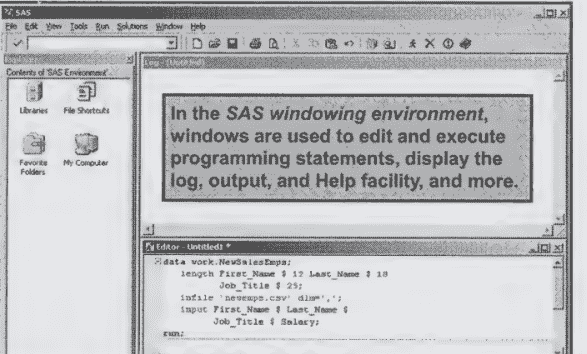 SAS
File Edit View Tools Run Solutions Window Help
Contents of 'SAS Environment'
Libraries File Shortcuts
Favorite Folders My Computer
Log - (Untitled)
In the SAS windowing environment,
windows are used to edit and execute
programming statements, display the
log, output, and Help facility, and more.
Editor - Untitled1 *
data work.NewSalesEmps;
length First_Name $ 12 Last_Name $ 18
Job_Title $ 25;
infile 'newemps.csv' dlm=',';
input First_Name $ Last_Name $
Job_Title $ Salary;
run;